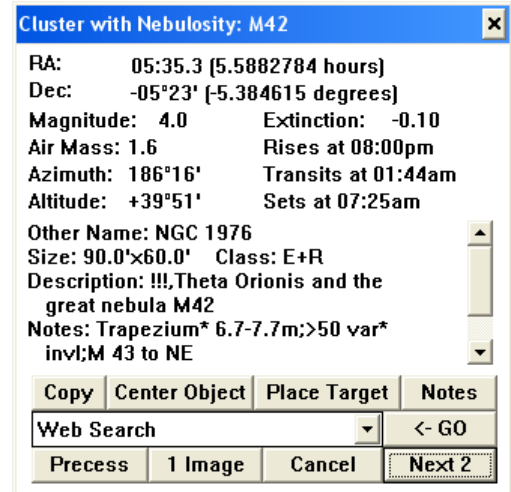 Cluster with Nebulosity: M42
RA: 05:35.3 (5.5882784 hours)
Dec: -05°23' (-5.384615 degrees)
Magnitude: 4.0 Extinction: -0.10
Air Mass: 1.6 Rises at 08:00pm
Azimuth: 186°16' Transits at 01:44am
Altitude: +39°51' Sets at 07:25am
Other Name: NGC 1976
Size: 90.0'x60.0' Class: E+R
Description: !!!,Theta Orionis and the
great nebula M42
Notes: Trapezium* 6.7-7.7m;>50 var*
invl;M 43 to NE
Copy Center Object Place Target Notes
Web Search <- GO
Precess 1 Image Cancel Next 2